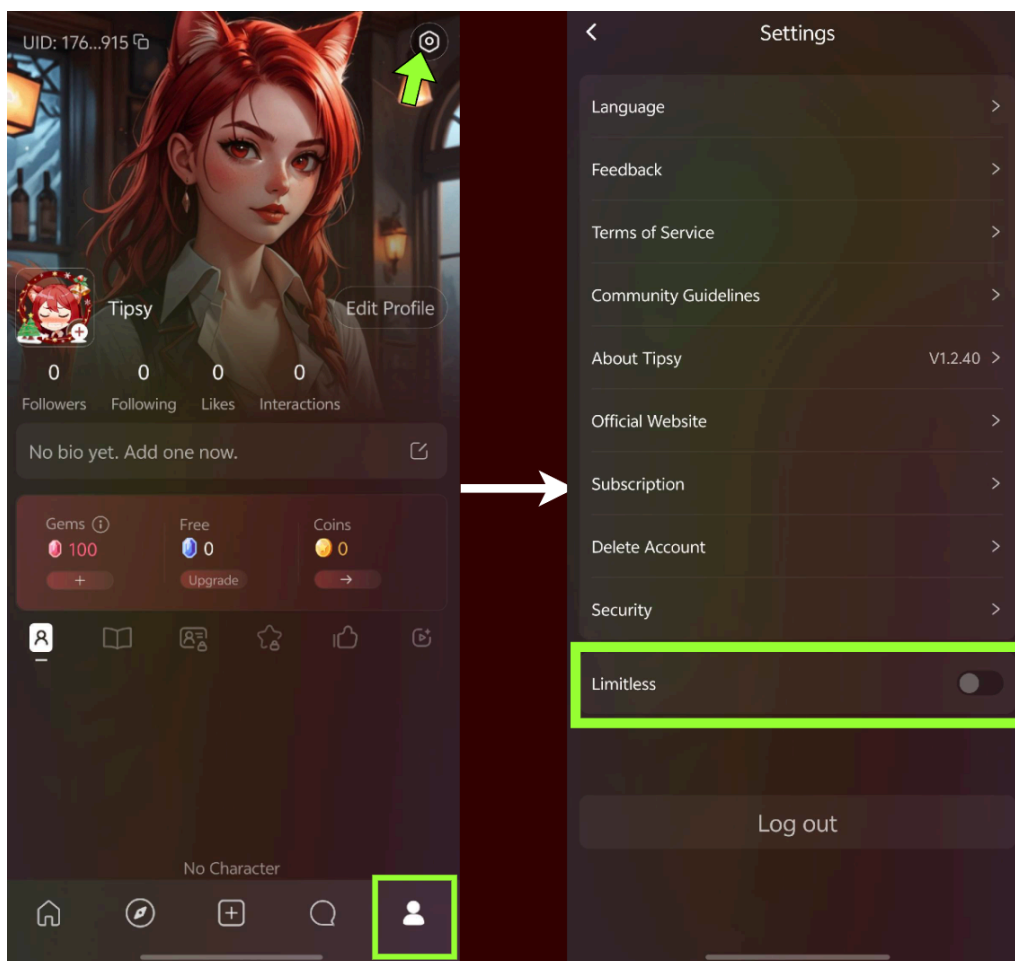 UID: 176...915
Tipsy
Edit Profile
0 0 0 0
Followers Following Likes Interactions
No bio yet. Add one now.
Gems Free Coins
100 0 0
+ Upgrade →
No Character
Settings
Language
Feedback
Terms of Service
Community Guidelines
About Tipsy V1.2.40
Official Website
Subscription
Delete Account
Security
Limitless
Log out